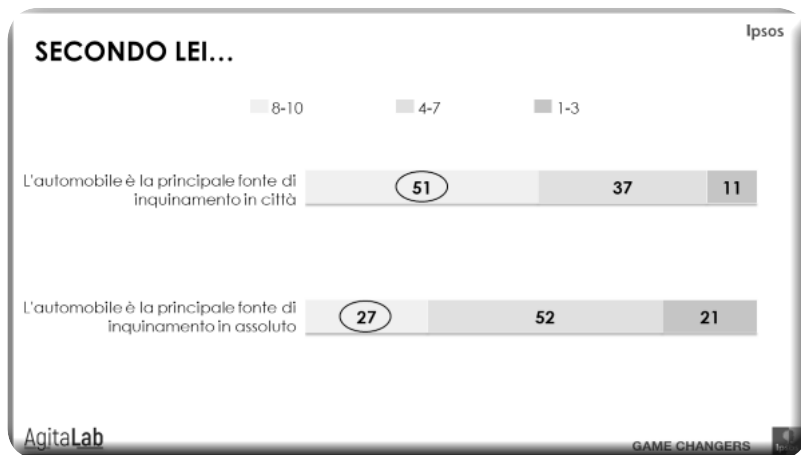 Ipsos
SECONDO LEI...
8-10 4-7 1-3
L'automobile è la principale fonte di
inquinamento in città
51 37 11
L'automobile è la principale fonte di
inquinamento in assoluto
27 52 21
AgitaLab
GAME CHANGERS